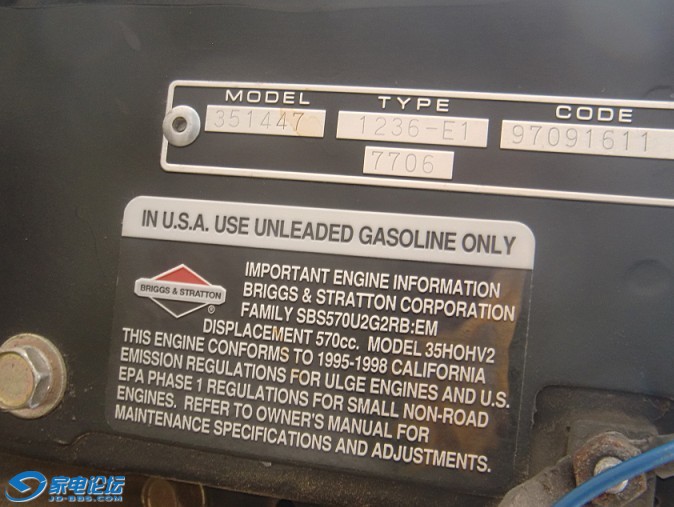 MODEL TYPE CODE
351447 1236-E1 97091611
7706
IN U.S.A. USE UNLEADED GASOLINE ONLY
IMPORTANT ENGINE INFORMATION
BRIGGS & STRATTON
®
BRIGGS & STRATTON CORPORATION
FAMILY SBS570U2G2RB:EM
DISPLACEMENT 570cc. MODEL 35HOHV2
THIS ENGINE CONFORMS TO 1995-1998 CALIFORNIA
EMISSION REGULATIONS FOR ULGE ENGINES AND U.S.
EPA PHASE 1 REGULATIONS FOR SMALL NON-ROAD
ENGINES. REFER TO OWNER'S MANUAL FOR
MAINTENANCE SPECIFICATIONS AND ADJUSTMENTS.
家电论坛
JD-BBS.COM